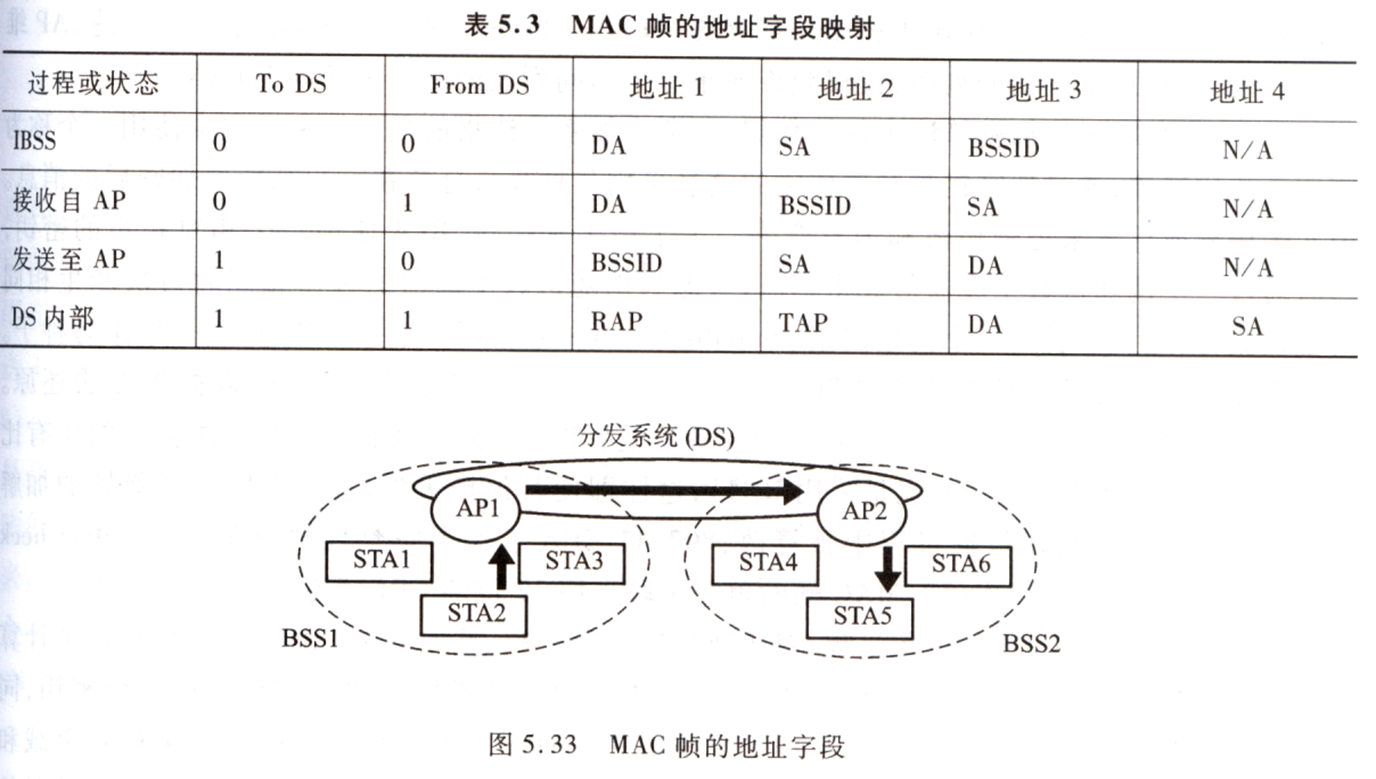 表 5.3 MAC 帧的地址字段映射
过程或状态 To DS From DS 地址 1 地址 2 地址 3 地址 4
IBSS 0 0 DA SA BSSID N/A
接收自 AP 0 1 DA BSSID SA N/A
发送至 AP 1 0 BSSID SA DA N/A
DS 内部 1 1 RAP TAP DA SA
分发系统(DS)
AP1 AP2
STA1 STA3 STA4 STA6
STA2 STA5
BSS1 BSS2
图 5.33 MAC 帧的地址字段